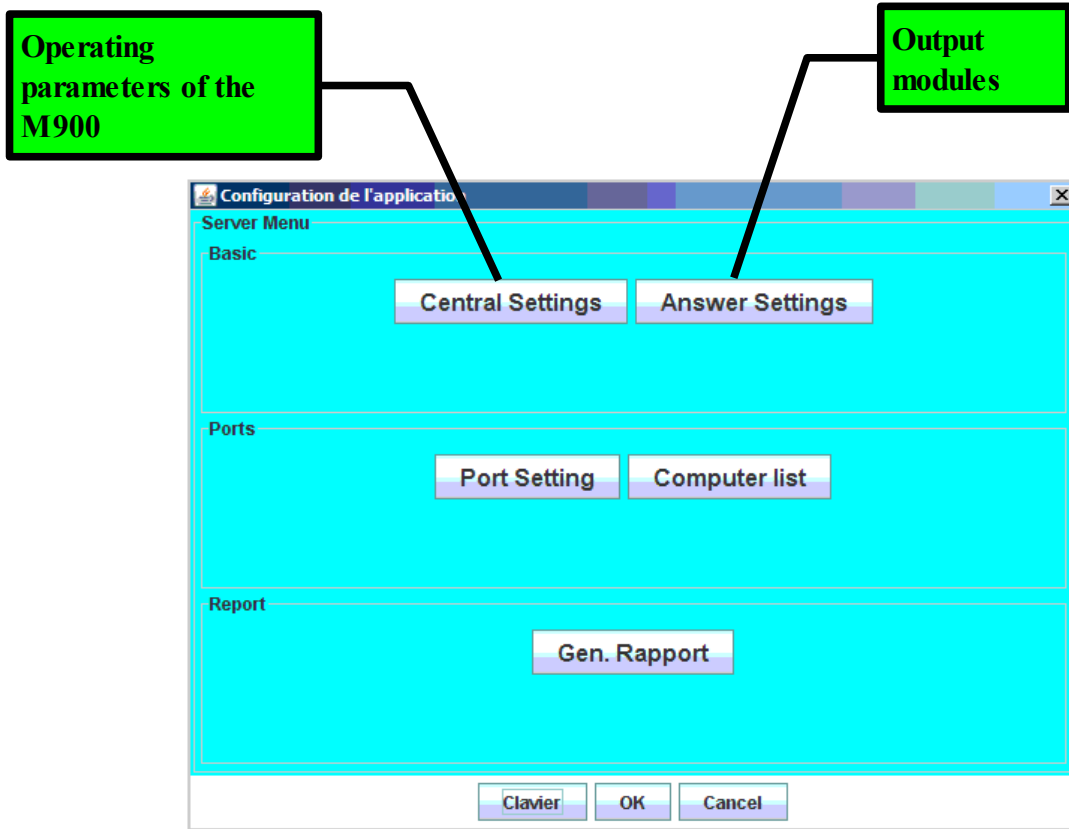 Operating
parameters of the
M900
Output
modules
Configuration de l'application
Server Menu
Basic
Central Settings
Answer Settings
Ports
Port Setting
Computer list
Report
Gen. Rapport
Clavier
OK
Cancel